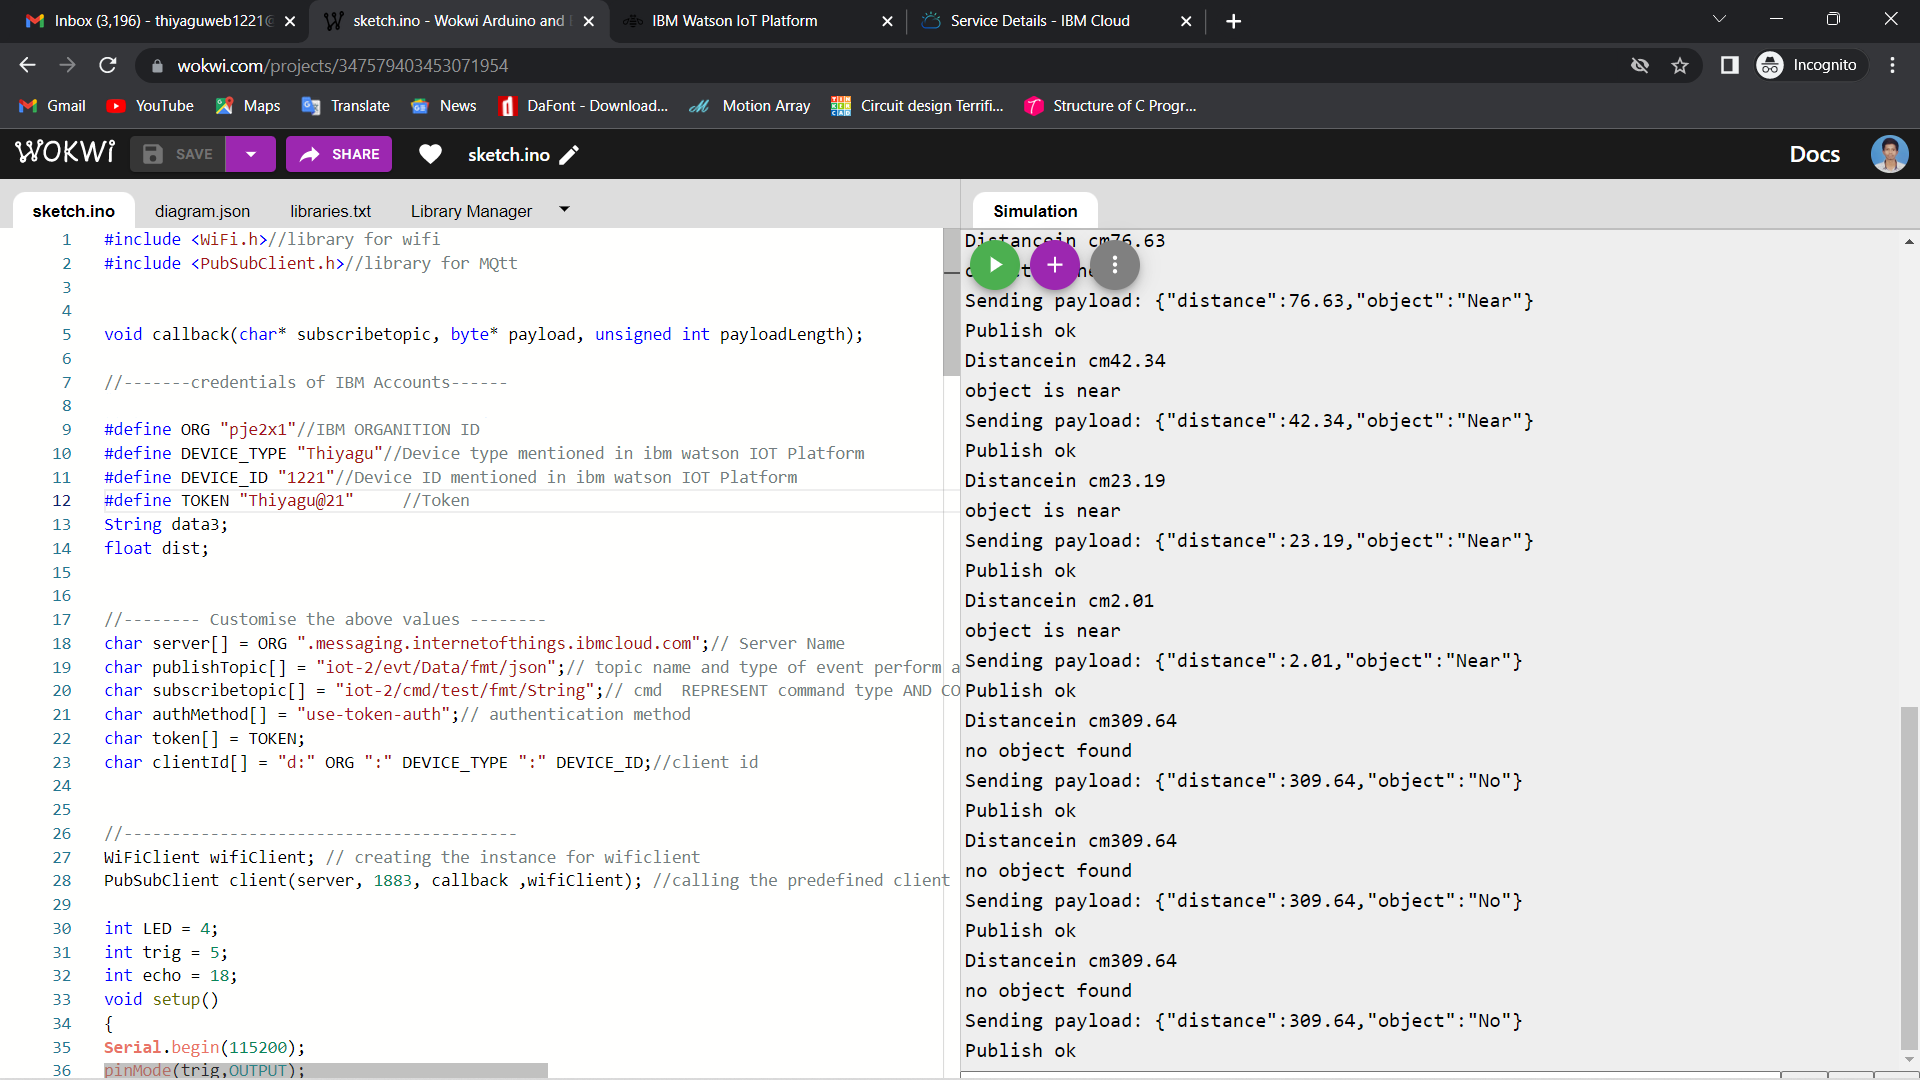 Inbox (3,196) - thiyaguweb1221@
sketch.ino - Wokwi Arduino and
IBM Watson IoT Platform
Service Details - IBM Cloud
wokwi.com/projects/347579403453071954
Incognito
Gmail
YouTube
Maps
Translate
News
DaFont - Download...
Motion Array
Circuit design Terrifi...
Structure of C Progr...
WOKWi
SAVE
SHARE
sketch.ino
Docs
sketch.ino
diagram.json
libraries.txt
Library Manager
Simulation
1 #include <WiFi.h>//library for wifi
2 #include <PubSubClient.h>//library for MQtt
3
4
5 void callback(char* subscribetopic, byte* payload, unsigned int payloadLength);
6
7 //-------credentials of IBM Accounts------
8
9 #define ORG "pje2x1"//IBM ORGANITION ID
10 #define DEVICE_TYPE "Thiyagu"//Device type mentioned in ibm watson IOT Platform
11 #define DEVICE_ID "1221"//Device ID mentioned in ibm watson IOT Platform
12 #define TOKEN "Thiyagu@21"     //Token
13 String data3;
14 float dist;
15
16
17 //-------- Customise the above values --------
18 char server[] = ORG ".messaging.internetofthings.ibmcloud.com";// Server Name
19 char publishTopic[] = "iot-2/evt/Data/fmt/json";// topic name and type of event perform a
20 char subscribetopic[] = "iot-2/cmd/test/fmt/String";// cmd  REPRESENT command type AND CO
21 char authMethod[] = "use-token-auth";// authentication method
22 char token[] = TOKEN;
23 char clientId[] = "d:" ORG ":" DEVICE_TYPE ":" DEVICE_ID;//client id
24
25
26 //-----------------------------------------
27 WiFiClient wifiClient; // creating the instance for wificlient
28 PubSubClient client(server, 1883, callback ,wifiClient); //calling the predefined client
29
30 int LED = 4;
31 int trig = 5;
32 int echo = 18;
33 void setup()
34 {
35 Serial.begin(115200);
36 pinMode(trig,OUTPUT);
Distancein cm76.63
Sending payload: {"distance":76.63,"object":"Near"}
Publish ok
Distancein cm42.34
object is near
Sending payload: {"distance":42.34,"object":"Near"}
Publish ok
Distancein cm23.19
object is near
Sending payload: {"distance":23.19,"object":"Near"}
Publish ok
Distancein cm2.01
object is near
Sending payload: {"distance":2.01,"object":"Near"}
Publish ok
Distancein cm309.64
no object found
Sending payload: {"distance":309.64,"object":"No"}
Publish ok
Distancein cm309.64
no object found
Sending payload: {"distance":309.64,"object":"No"}
Publish ok
Distancein cm309.64
no object found
Sending payload: {"distance":309.64,"object":"No"}
Publish ok